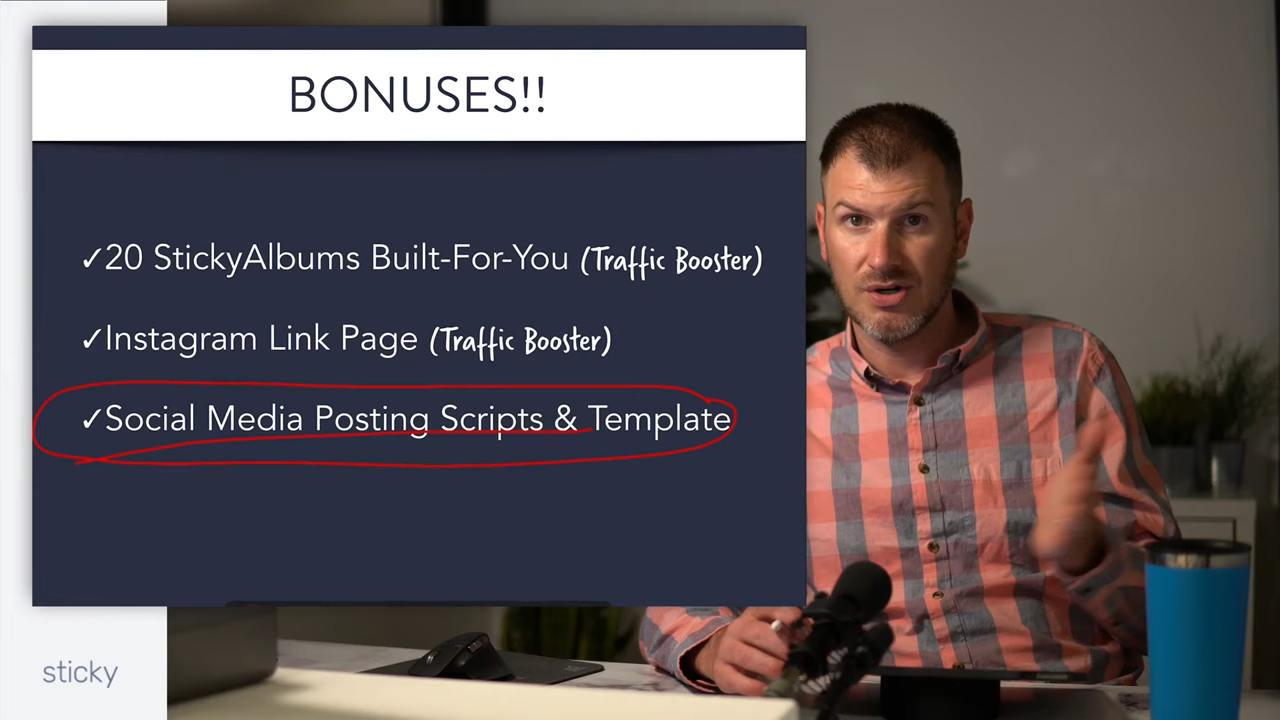 BONUSES!!
✓20 StickyAlbums Built-For-You (Traffic Booster)
✓Instagram Link Page (Traffic Booster)
✓Social Media Posting Scripts & Template
sticky